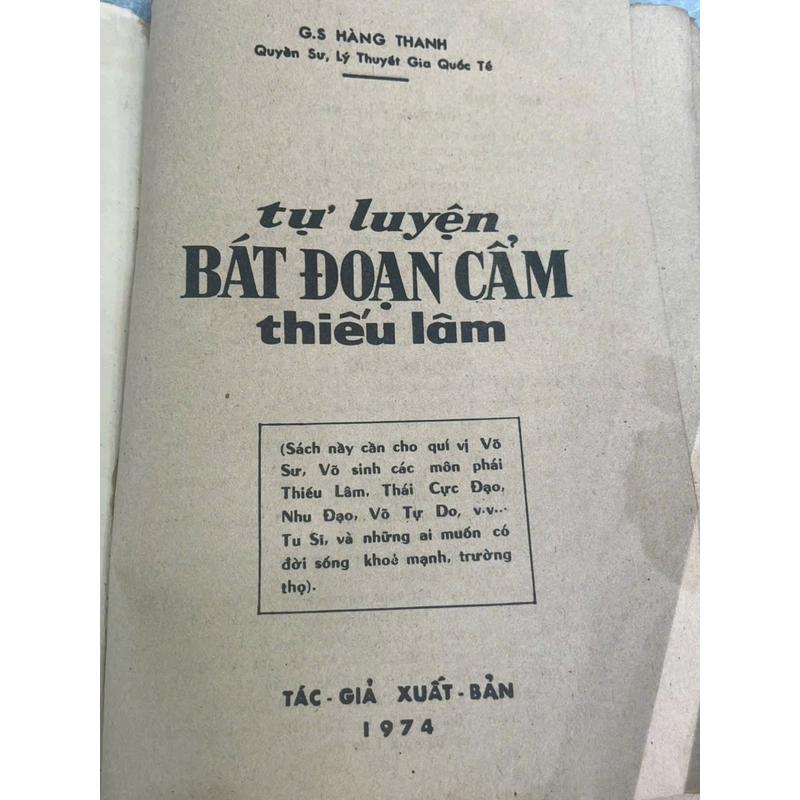 G.S HÀNG THANH
Quyền Sư, Lý Thuyết Gia Quốc Tế
tự luyện
BÁT ĐOẠN CẨM
thiếu lâm
(Sách nầy cần cho quí vị Võ
Sư, Võ sinh các môn phái
Thiếu Lâm, Thái Cực Đạo,
Nhu Đạo, Võ Tự Do, v.v...
Tu Sĩ, và những ai muốn có
đời sống khoẻ mạnh, trường
thọ).
TÁC - GIẢ XUẤT - BẢN
1974